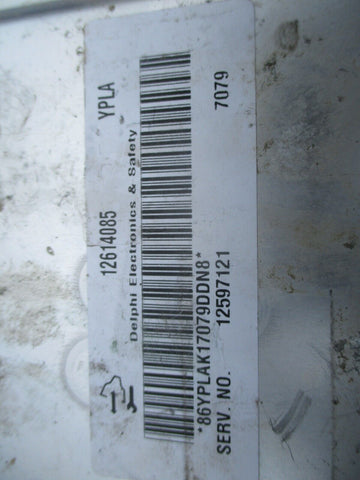 12614085 YPLA
Delphi Electronics & Safety
*86YPLAK17079DDN8* 7079
SERV. NO. 12597121